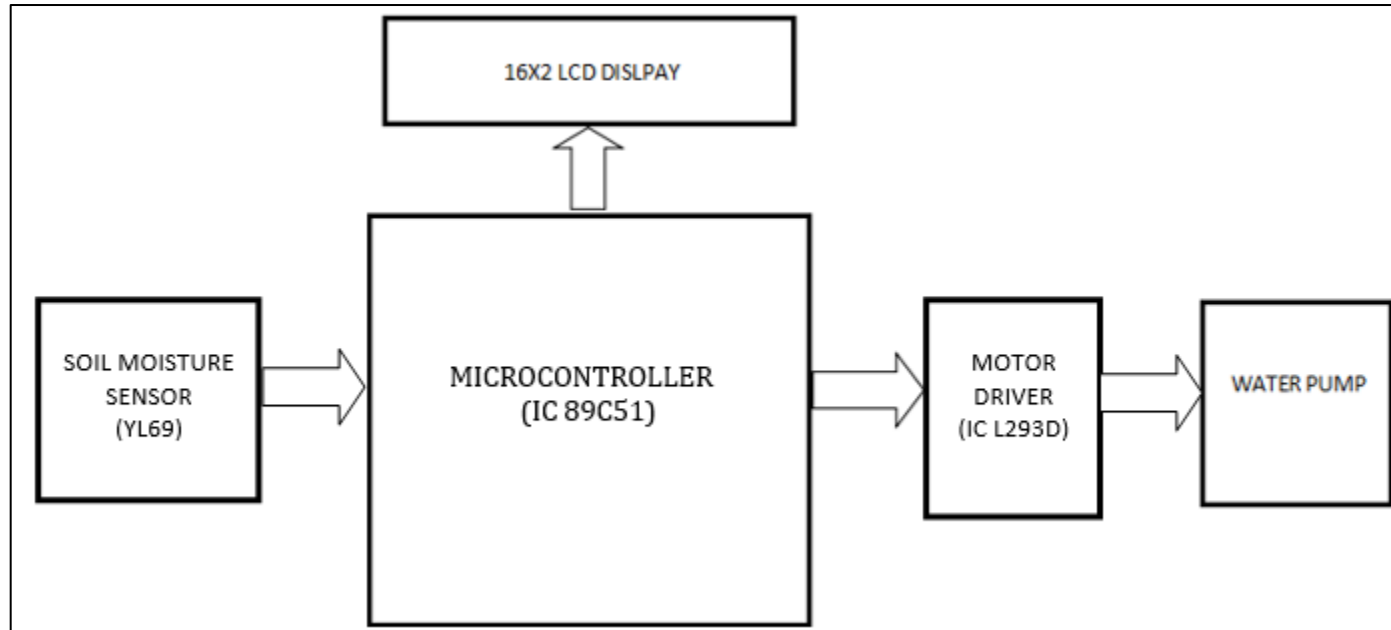 16X2 LCD DISLPAY
SOIL MOISTURE
SENSOR
(YL69)
MICROCONTROLLER
(IC 89C51)
MOTOR
DRIVER
(IC L293D)
WATER PUMP